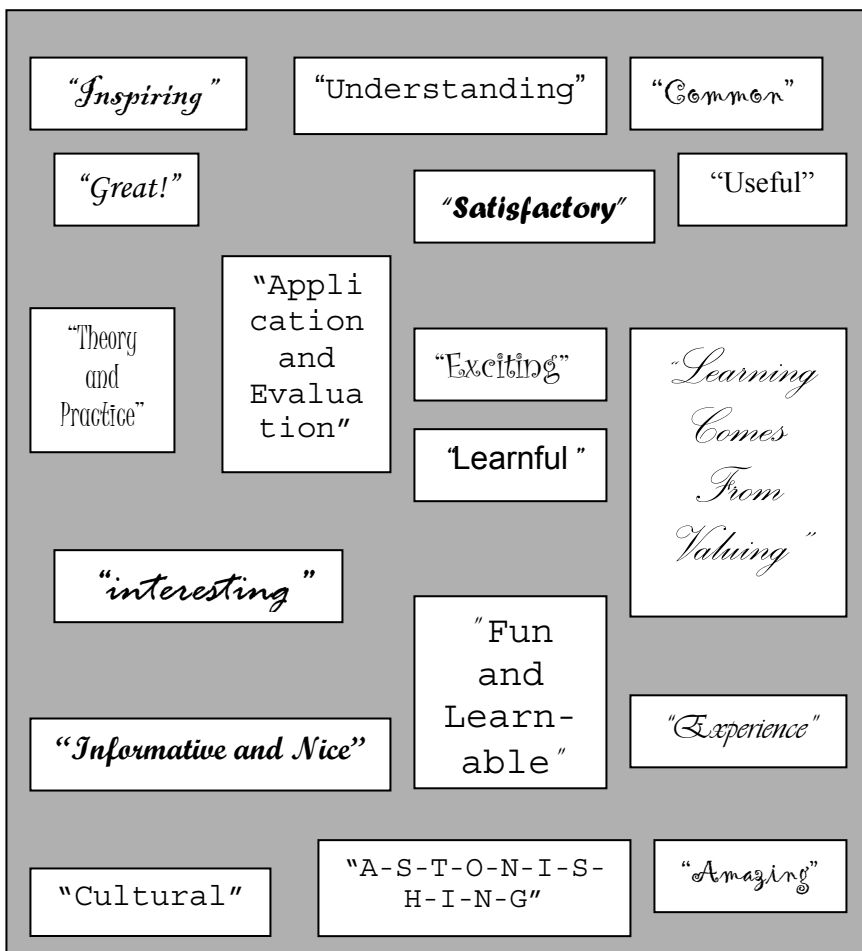 “Inspiring”
“Understanding”
“Common”
“Great!”
“Satisfactory”
“Useful”
“Theory
and
Practice”
“Appli
cation
and
Evalua
tion”
“Exciting”
“Learnful ”
“Learning
Comes
From
Valuing ”
“interesting ”
“Fun
and
Learn-
able”
“Informative and Nice”
“Experience”
“Cultural”
“A-S-T-O-N-I-S-
H-I-N-G”
“Amazing”